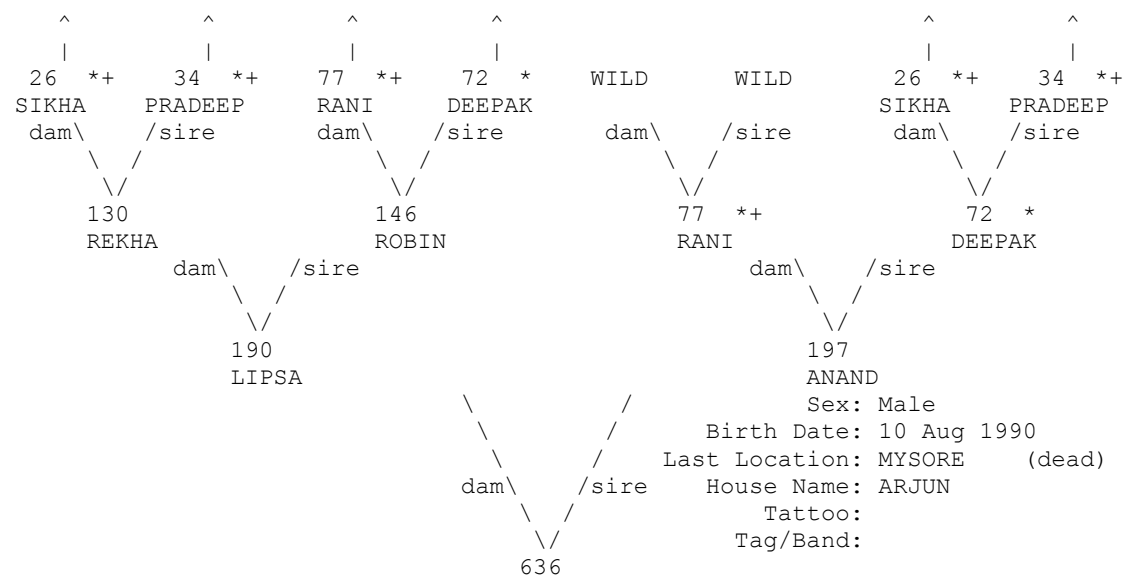 ^ ^ ^ ^ ^ ^
| | | | | |
26 *+ 34 *+ 77 *+ 72 * WILD WILD 26 *+ 34 *+
SIKHA PRADEEP RANI DEEPAK SIKHA PRADEEP
dam\ /sire dam\ /sire dam\ /sire dam\ /sire
\ / \ / \ / \ /
\/ \/ \/ \/
130 146 77 *+ 72 *
REKHA ROBIN RANI DEEPAK
dam\ /sire dam\ /sire
\ / \ /
\/ \/
190 197
LIPSA ANAND
\ / Sex: Male
\ / Birth Date: 10 Aug 1990
\ / Last Location: MYSORE (dead)
dam\ /sire House Name: ARJUN
\ / Tattoo:
\/ Tag/Band:
636